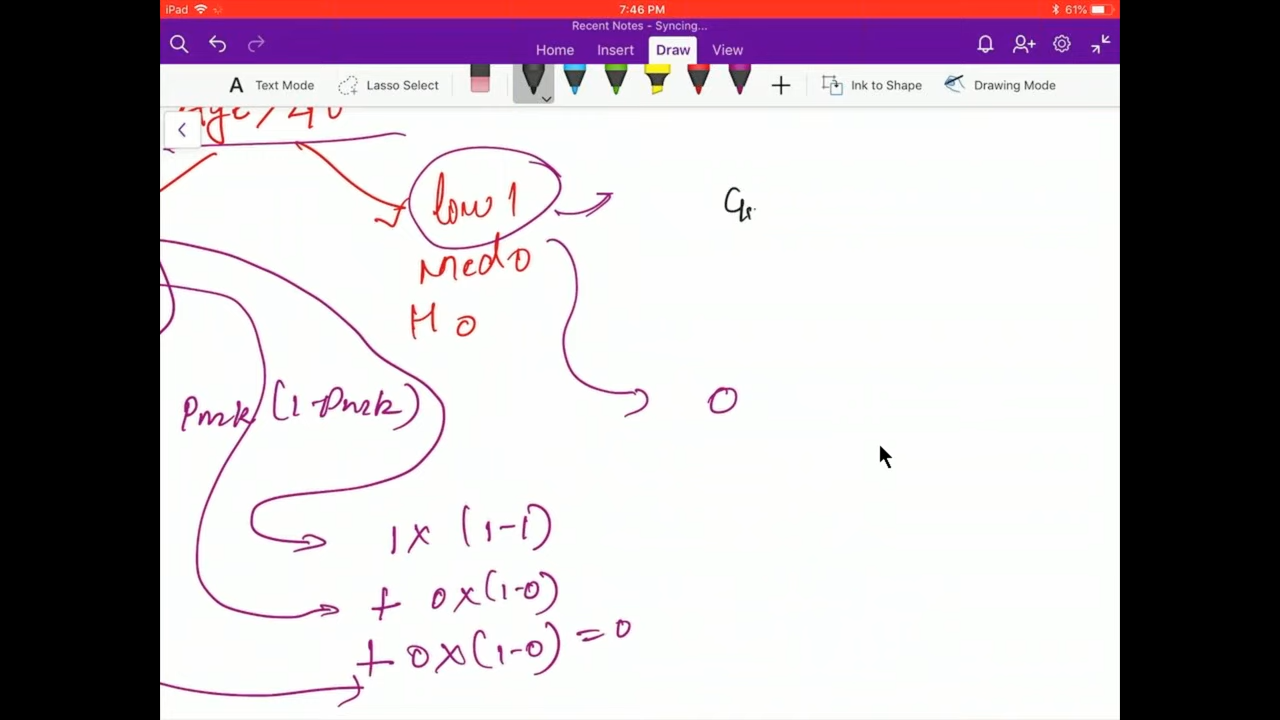 iPad 7:46 PM 61%
Recent Notes - Syncing...
Home Insert Draw View
A Text Mode Lasso Select Ink to Shape Drawing Mode
low 1
Med 0
H 0
Pmk (1-Pmk)
0
1x (1-1)
+ 0x(1-0)
+ 0x(1-0) = 0